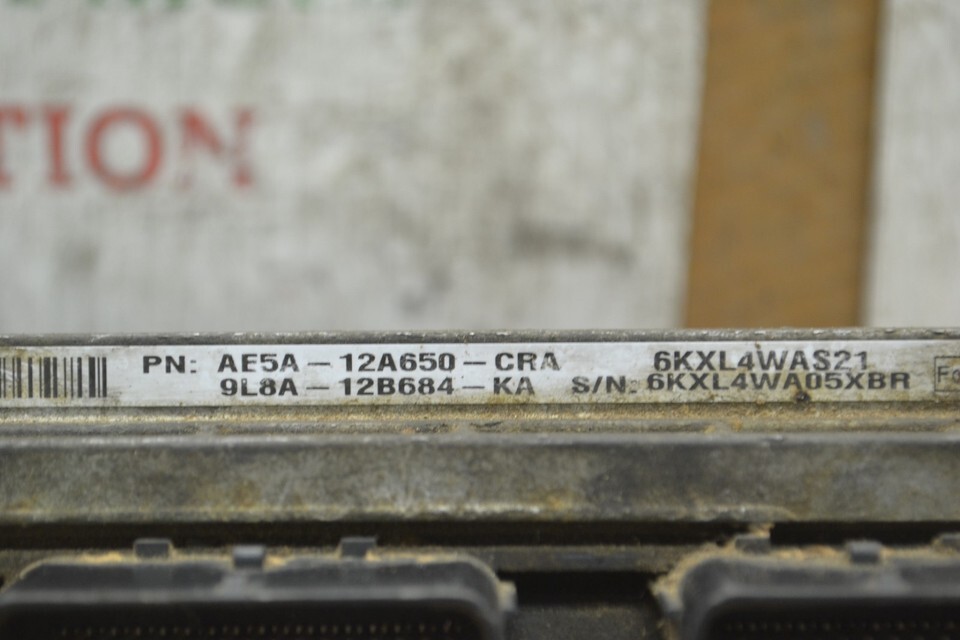 TION
PN: AE5A-12A650-CRA 6KXL4WAS21
9L8A-12B684-KA S/N: 6KXL4WA05XBR